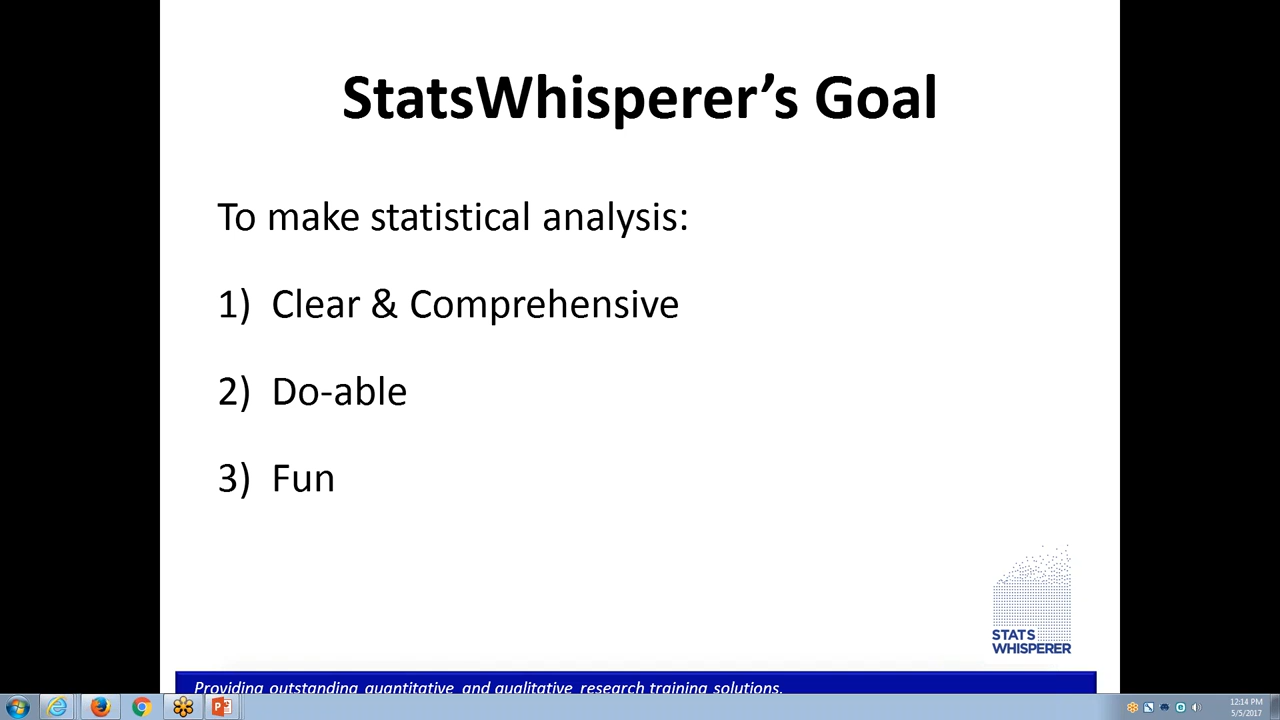 StatsWhisperer’s Goal
To make statistical analysis:
1) Clear & Comprehensive
2) Do-able
3) Fun
STATS
WHISPERER
Providing outstanding quantitative and qualitative research training solutions.
12:14 PM
5/5/2017